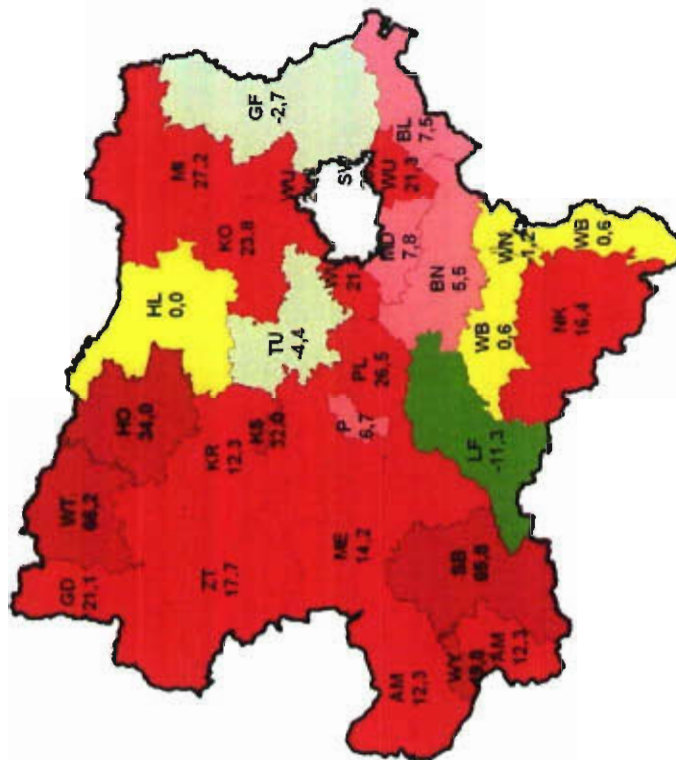 GD
21,1
WT
66,2
HO
34,0
HL
0,0
MI
27,2
ZT
17,7
KR
12,3
KO
23,8
KS
32,0
GF
-2,7
TU
-4,4
WU
ME
14,2
P
6,7
PL
26,5
21
SW
AM
12,3
MD
7,8
WU
21,3
BL
7,5
BN
5,5
WY
SB
65,8
LF
-11,3
WB
0,6
WN
1,2
AM
12,3
NK
16,4
WB
0,6